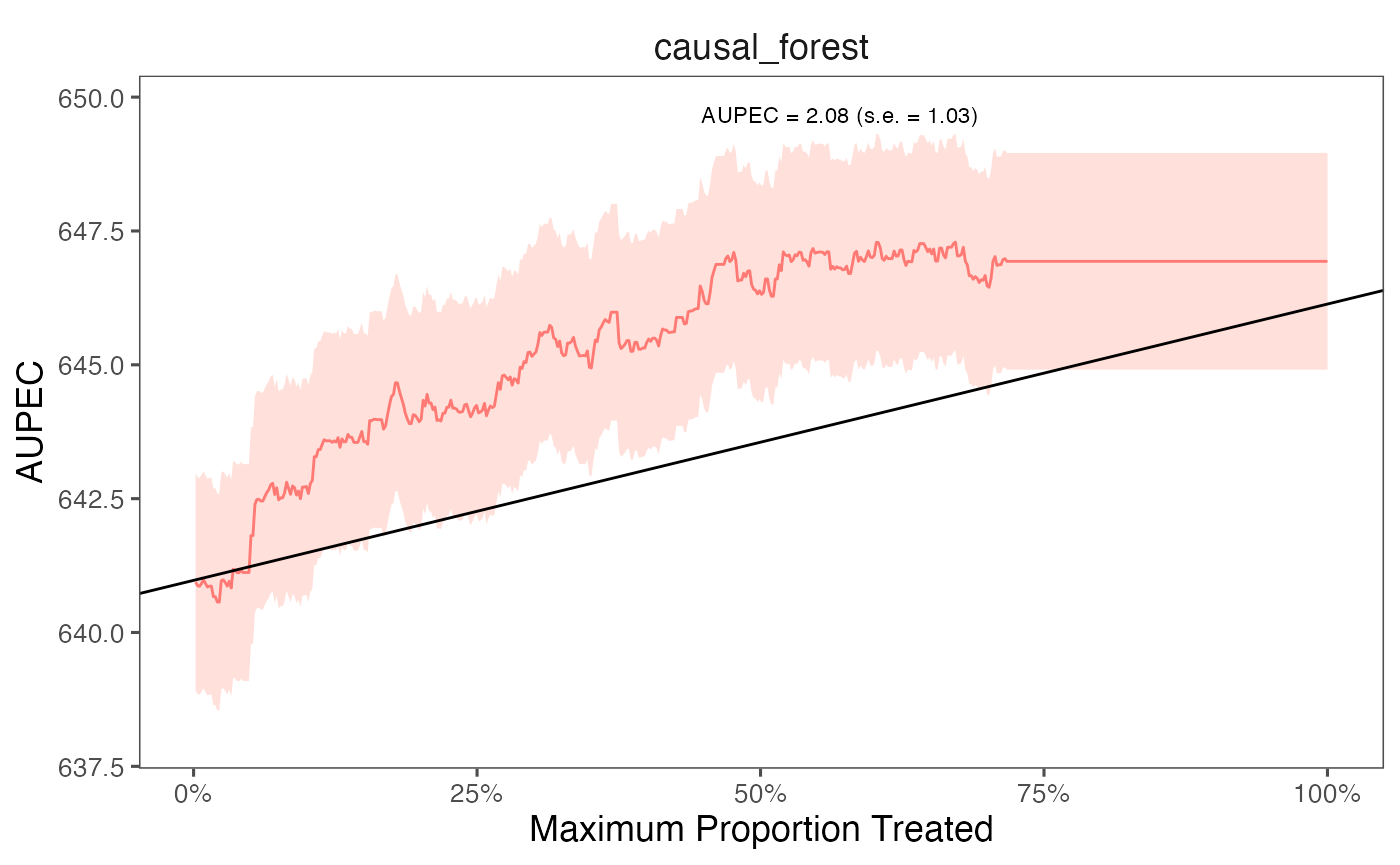 causal_forest
AUPEC = 2.08 (s.e. = 1.03)
650.0
647.5
645.0
642.5
640.0
637.5
AUPEC
0% 25% 50% 75% 100%
Maximum Proportion Treated